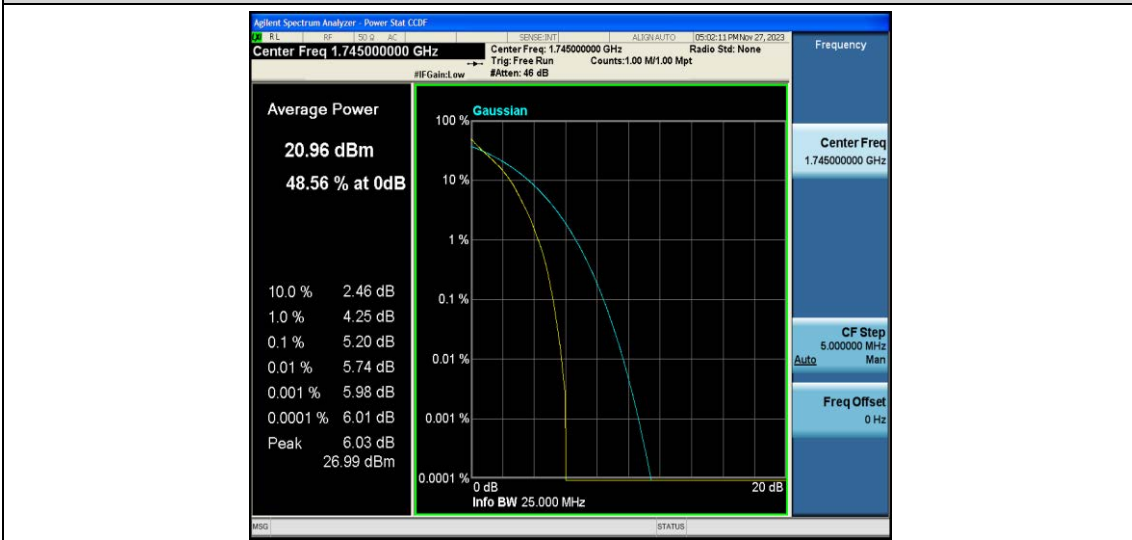 Agilent Spectrum Analyzer - Power Stat CCDF
LXI RL RF 50 Ω AC SENSE:INT ALIGN AUTO 05:02:11 PM Nov 27, 2023
Center Freq 1.745000000 GHz
Center Freq: 1.745000000 GHz Radio Std: None
Trig: Free Run Counts:1.00 M/1.00 Mpt
#IFGain:Low #Atten: 46 dB
Frequency
Average Power
20.96 dBm
48.56 % at 0dB
10.0 % 2.46 dB
1.0 % 4.25 dB
0.1 % 5.20 dB
0.01 % 5.74 dB
0.001 % 5.98 dB
0.0001 % 6.01 dB
Peak 6.03 dB
26.99 dBm
Gaussian
100 %
10 %
1 %
0.1 %
0.01 %
0.001 %
0.0001 %
0 dB 20 dB
Info BW 25.000 MHz
Center Freq
1.745000000 GHz
CF Step
5.000000 MHz
Auto Man
Freq Offset
0 Hz
MSG STATUS